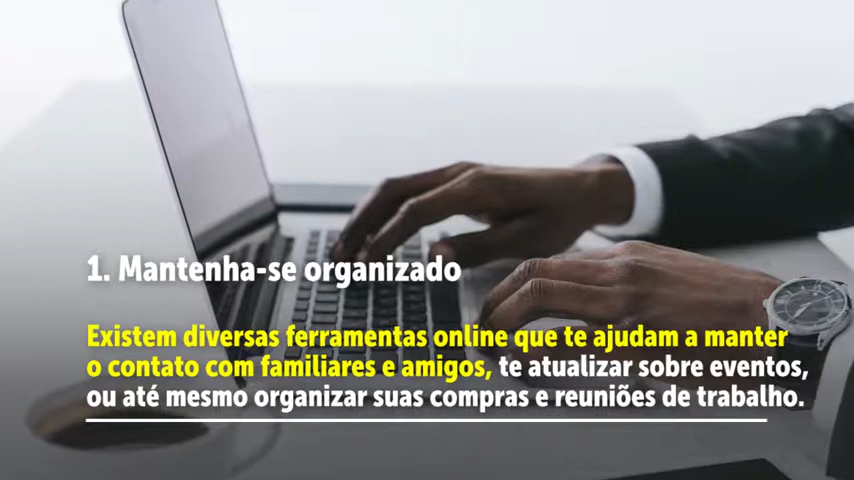 1. Mantenha-se organizado
Existem diversas ferramentas online que te ajudam a manter
o contato com familiares e amigos, te atualizar sobre eventos,
ou até mesmo organizar suas compras e reuniões de trabalho.